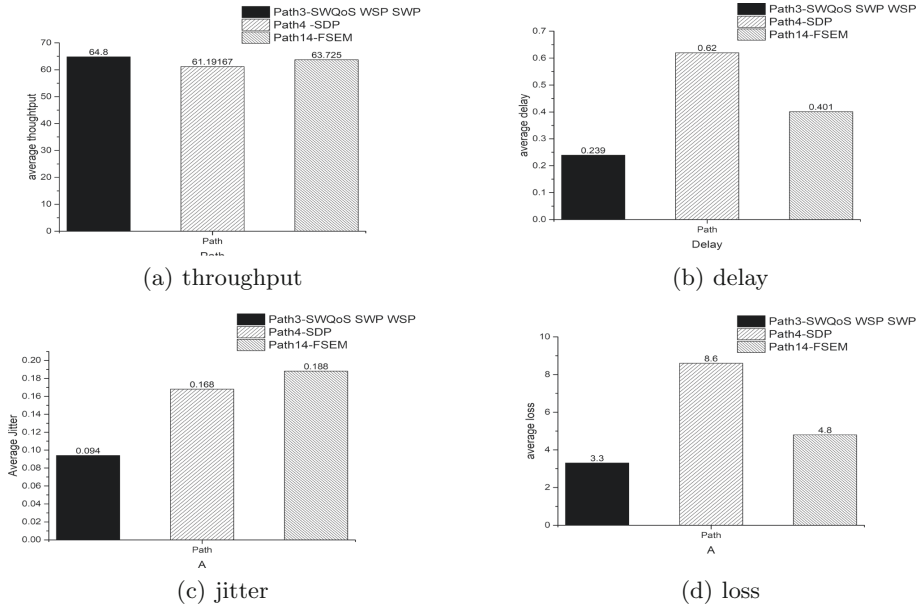 Path3-SWQoS WSP SWP
Path4 -SDP
Path14-FSEM
70
60
50
40
30
20
10
0
average thoughtput
64.8
61.19167
63.725
Path
(a) throughput
Path3-SWQoS SWP WSP
Path4-SDP
Path14-FSEM
0.7
0.6
0.5
0.4
0.3
0.2
0.1
0.0
average delay
0.239
0.62
0.401
Path
Delay
(b) delay
Path3-SWQoS SWP WSP
Path4-SDP
Path14-FSEM
0.20
0.18
0.16
0.14
0.12
0.10
0.08
0.06
0.04
0.02
0.00
Average Jitter
0.094
0.168
0.188
Path
A
(c) jitter
Path3-SWQoS WSP SWP
Path4-SDP
Path14-FSEM
10
8
6
4
2
0
average loss
3.3
8.6
4.8
Path
A
(d) loss